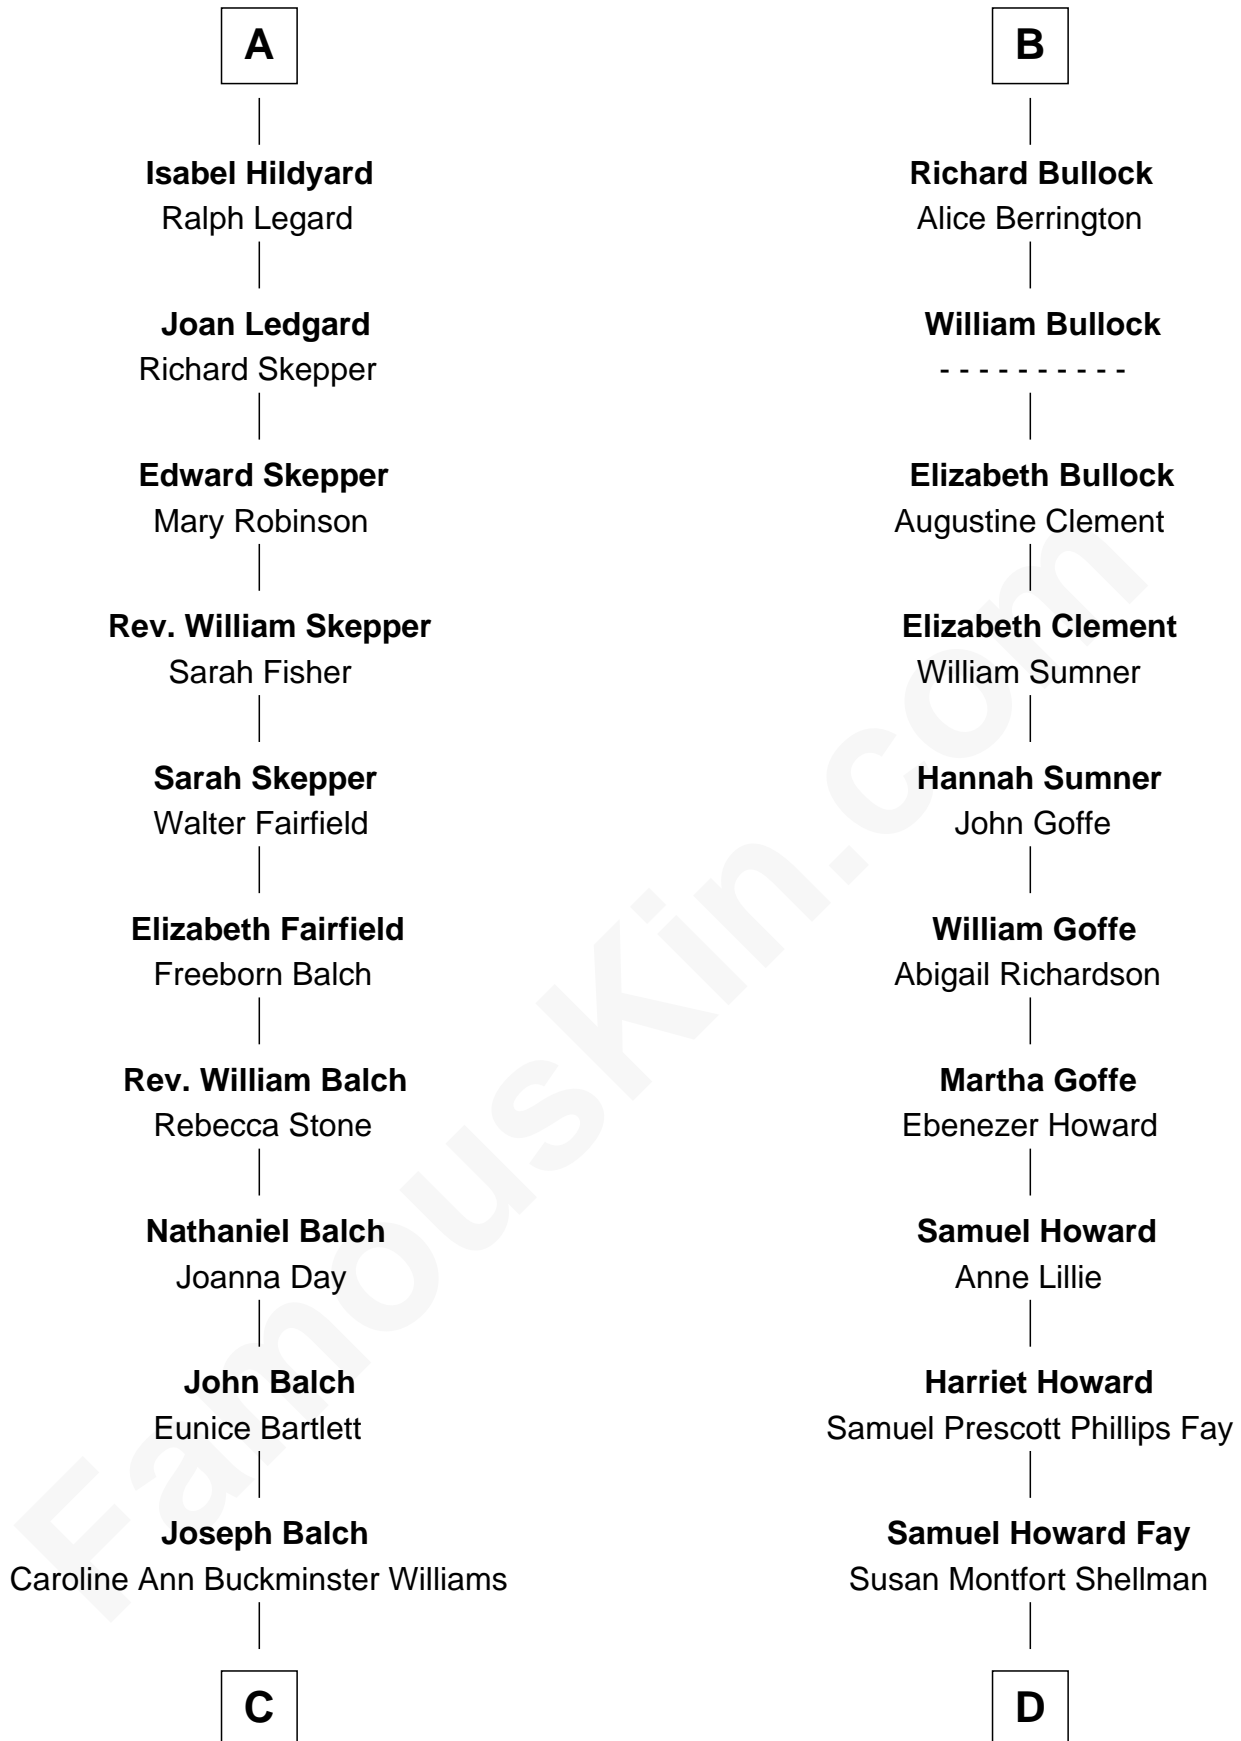 A
Isabel Hildyard
Ralph Legard
Joan Ledgard
Richard Skepper
Edward Skepper
Mary Robinson
Rev. William Skepper
Sarah Fisher
Sarah Skepper
Walter Fairfield
Elizabeth Fairfield
Freeborn Balch
Rev. William Balch
Rebecca Stone
Nathaniel Balch
Joanna Day
John Balch
Eunice Bartlett
Joseph Balch
Caroline Ann Buckminster Williams
C
B
Richard Bullock
Alice Berrington
William Bullock
- - - - - - - - - -
Elizabeth Bullock
Augustine Clement
Elizabeth Clement
William Sumner
Hannah Sumner
John Goffe
William Goffe
Abigail Richardson
Martha Goffe
Ebenezer Howard
Samuel Howard
Anne Lillie
Harriet Howard
Samuel Prescott Phillips Fay
Samuel Howard Fay
Susan Montfort Shellman
D
FamousKin.com